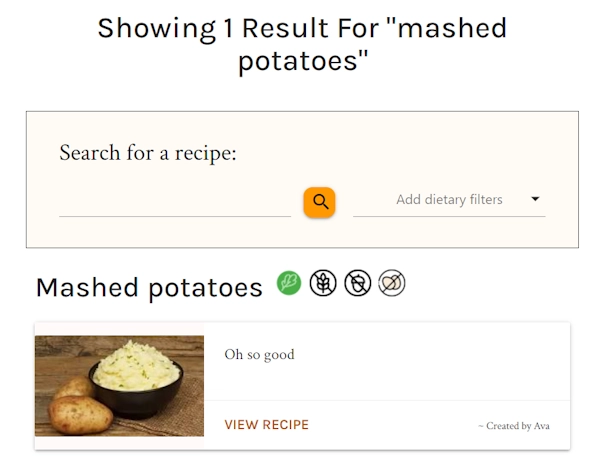 Showing 1 Result For "mashed
potatoes"
Search for a recipe:
Add dietary filters
Mashed potatoes
Oh so good
VIEW RECIPE
~ Created by Ava